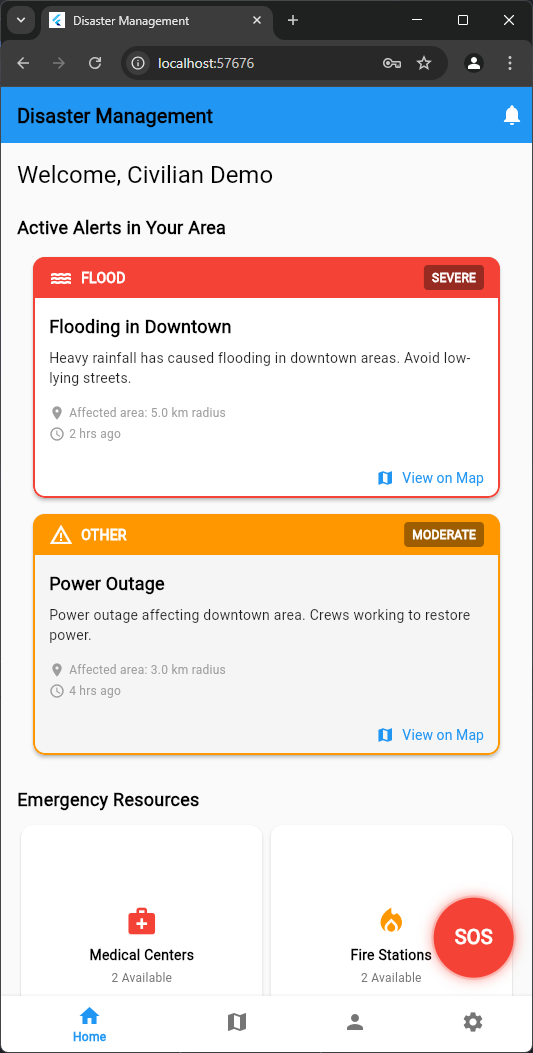 Disaster Management
localhost:57676
Disaster Management
Welcome, Civilian Demo
Active Alerts in Your Area
FLOOD
SEVERE
Flooding in Downtown
Heavy rainfall has caused flooding in downtown areas. Avoid low-
lying streets.
Affected area: 5.0 km radius
2 hrs ago
View on Map
OTHER
MODERATE
Power Outage
Power outage affecting downtown area. Crews working to restore
power.
Affected area: 3.0 km radius
4 hrs ago
View on Map
Emergency Resources
Medical Centers
2 Available
Fire Stations
2 Available
SOS
Home